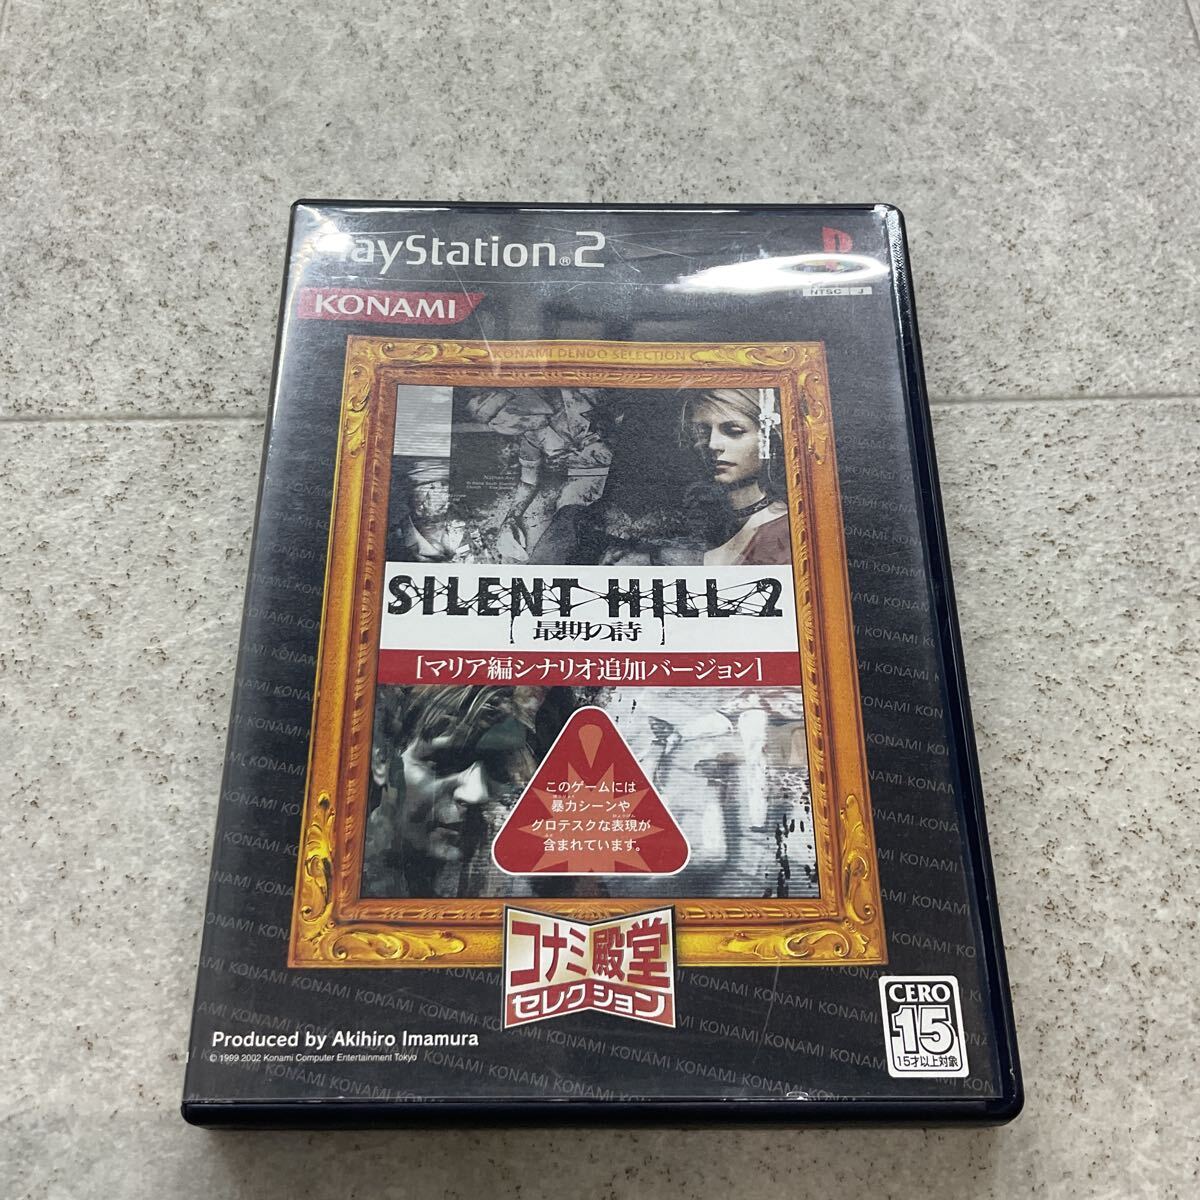 PlayStation®2
NTSC J
KONAMI
KONAMI DENDO SELECTION
SILENT HILL 2
[最期の詩]
[マリア編シナリオ追加バージョン]
このゲームには
暴力シーンや
グロテスクな表現が
含まれています。
コナミ殿堂
セレクション
CERO
15
15才以上対象
Produced by Akihiro Imamura
© 1999 2002 Konami Computer Entertainment Tokyo